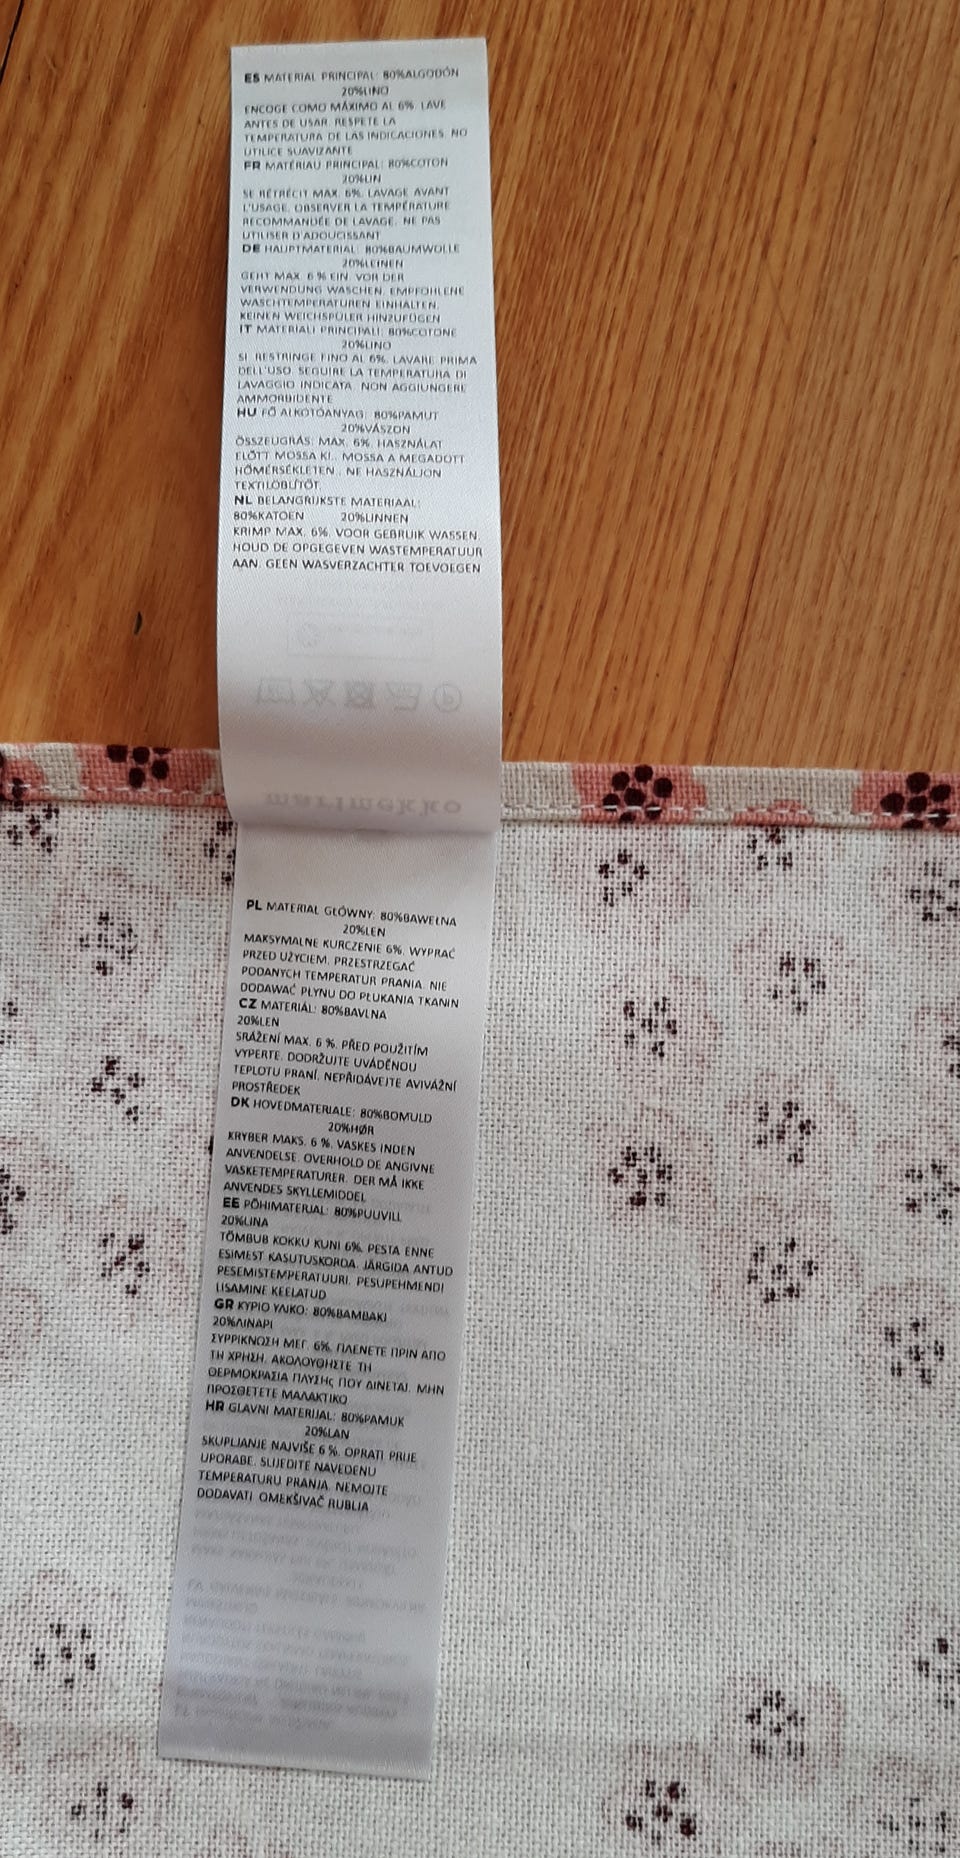 ES MATERIAL PRINCIPAL: 80%ALGODÓN
20%LINO
ENCOGE COMO MÁXIMO AL 6%. LAVE
ANTES DE USAR. RESPETE LA
TEMPERATURA DE LAS INDICACIONES. NO
UTILICE SUAVIZANTE
FR MATÉRIAU PRINCIPAL: 80%COTON
20%LIN
SE RÉTRÉCIT MAX. 6%. LAVAGE AVANT
L'USAGE. OBSERVER LA TEMPÉRATURE
RECOMMANDÉE DE LAVAGE. NE PAS
UTILISER D'ADOUCISSANT
DE HAUPTMATERIAL: 80%BAUMWOLLE
20%LEINEN
GEHT MAX. 6 % EIN. VOR DER
VERWENDUNG WASCHEN. EMPFOHLENE
WASCHTEMPERATUREN EINHALTEN.
KEINEN WEICHSPÜLER HINZUFÜGEN
IT MATERIALI PRINCIPALI: 80%COTONE
20%LINO
SI RESTRINGE FINO AL 6%. LAVARE PRIMA
DELL'USO. SEGUIRE LA TEMPERATURA DI
LAVAGGIO INDICATA. NON AGGIUNGERE
AMMORBIDENTE
HU FŐ ALKOTÓANYAG: 80%PAMUT
20%VÁSZON
ÖSSZEUGRÁS: MAX. 6%. HASZNÁLAT
ELŐTT MOSSA KI. MOSSA A MEGADOTT
HŐMÉRSÉKLETEN . NE HASZNÁLJON
TEXTILÖBLÍTŐT.
NL BELANGRIJKSTE MATERIAAL:
80%KATOEN 20%LINNEN
KRIMP MAX. 6%. VOOR GEBRUIK WASSEN.
HOUD DE OPGEGEVEN WASTEMPERATUUR
AAN. GEEN WASVERZACHTER TOEVOEGEN
marimekko
PL MATERIAŁ GŁÓWNY: 80%BAWEŁNA
20%LEN
MAKSYMALNE KURCZENIE 6%. WYPRAĆ
PRZED UŻYCIEM. PRZESTRZEGAĆ
PODANYCH TEMPERATUR PRANIA. NIE
DODAWAĆ PŁYNU DO PŁUKANIA TKANIN
CZ MATERIÁL: 80%BAVLNA
20%LEN
SRÁŽENÍ MAX. 6 %. PŘED POUŽITÍM
VYPERTE. DODRŽUJTE UVÁDĚNOU
TEPLOTU PRANÍ. NEPŘIDÁVEJTE AVIVÁŽNÍ
PROSTŘEDEK
DK HOVEDMATERIALE: 80%BOMULD
20%HØR
KRYBER MAKS. 6 %. VASKES INDEN
ANVENDELSE. OVERHOLD DE ANGIVNE
VASKETEMPERATURER. DER MÅ IKKE
ANVENDES SKYLLEMIDDEL
EE PÕHIMATERJAL: 80%PUUVILL
20%LINA
TÕMBUB KOKKU KUNI 6%. PESTA ENNE
ESIMEST KASUTUSKORDA. JÄRGIDA ANTUD
PESEMISTEMPERATUURI. PESUPEHMENDI
LISAMINE KEELATUD
GR ΚΥΡΙΟ ΥΛΙΚΟ: 80%ΒΑΜΒΑΚΙ
20%ΛΙΝΑΡΙ
ΣΥΡΡΙΚΝΩΣΗ ΜΕΓ. 6%. ΠΛΕΝΕΤΕ ΠΡΙΝ ΑΠΟ
ΤΗ ΧΡΗΣΗ. ΑΚΟΛΟΥΘΗΣΤΕ ΤΗ
ΘΕΡΜΟΚΡΑΣΙΑ ΠΛΥΣΗς ΠΟΥ ΔΙΝΕΤΑΙ. ΜΗΝ
ΠΡΟΣΘΕΤΕΤΕ ΜΑΛΑΚΤΙΚΟ
HR GLAVNI MATERIJAL: 80%PAMUK
20%LAN
SKUPLJANJE NAJVIŠE 6 %. OPRATI PRIJE
UPORABE. SLIJEDITE NAVEDENU
TEMPERATURU PRANJA. NEMOJTE
DODAVATI OMEKŠIVAČ RUBLJA